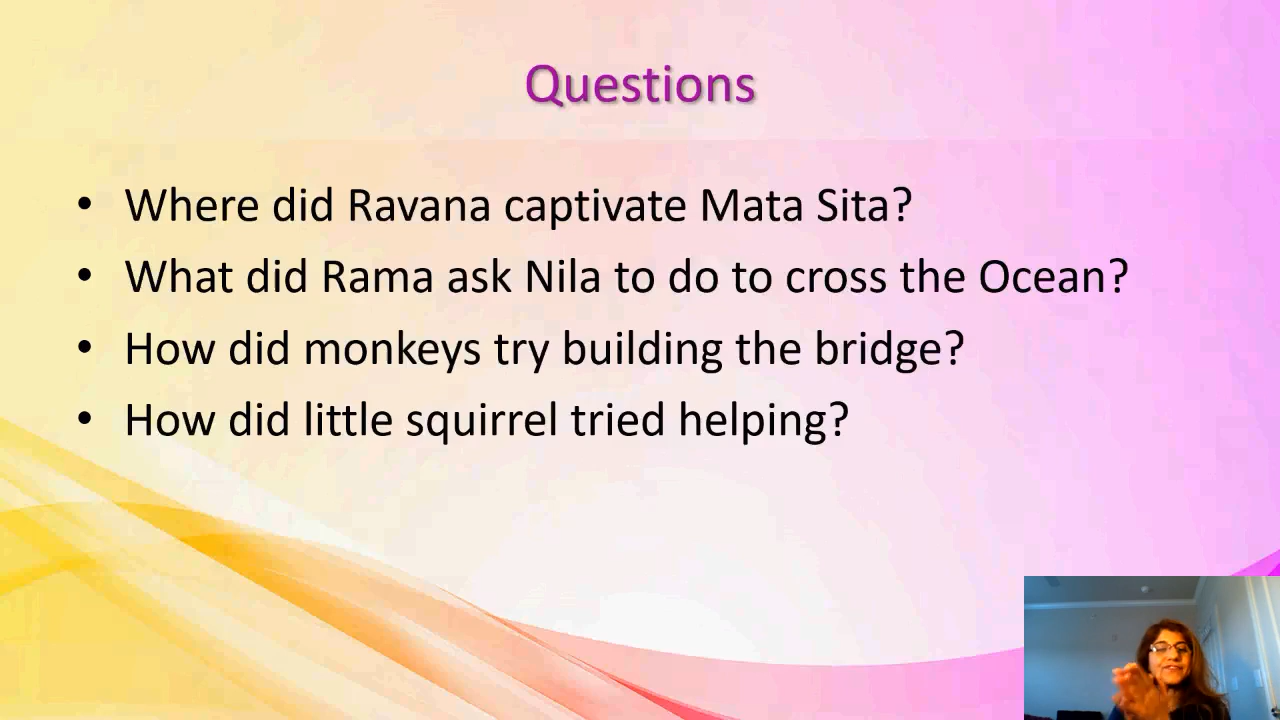 Questions
• Where did Ravana captivate Mata Sita?
• What did Rama ask Nila to do to cross the Ocean?
• How did monkeys try building the bridge?
• How did little squirrel tried helping?